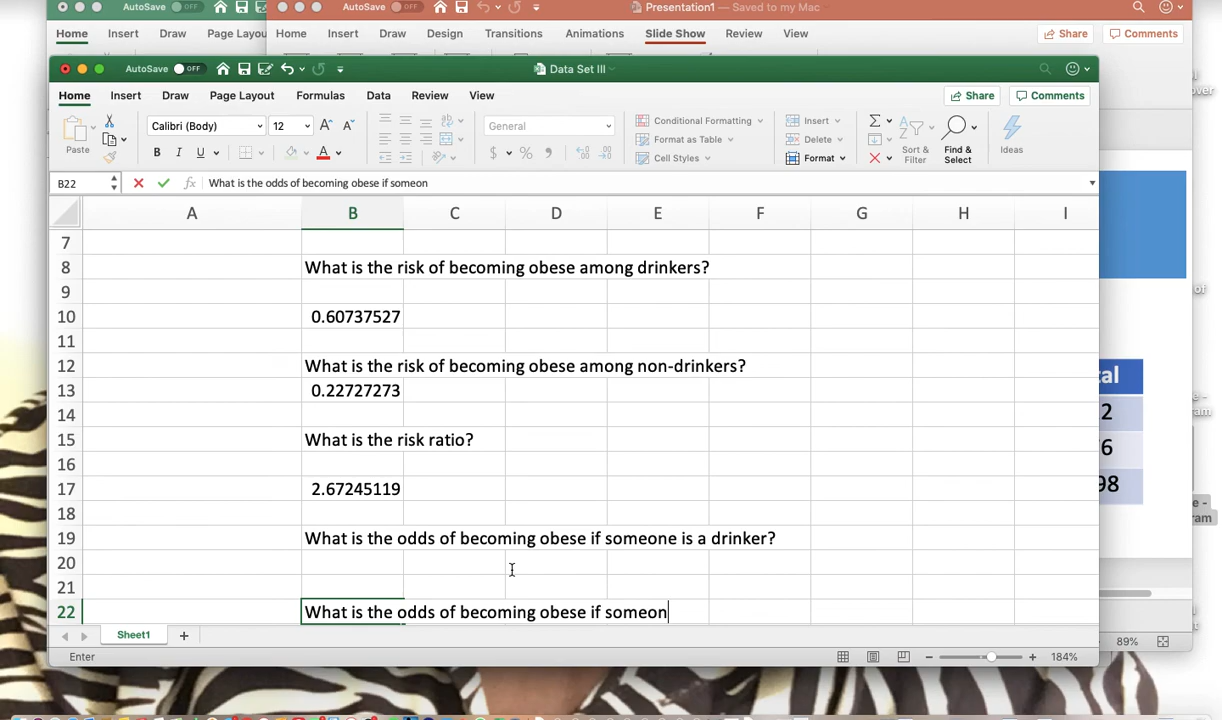 AutoSave
AutoSave OFF
Presentation1 — Saved to my Mac
Home Insert Draw Page Layou
Home Insert Draw Design Transitions Animations Slide Show Review View
Share Comments
AutoSave OFF
Data Set III
Home Insert Draw Page Layout Formulas Data Review View
Share Comments
Paste
Calibri (Body) 12
B I U
General
$ %
Conditional Formatting
Format as Table
Cell Styles
Insert
Delete
Format
Sort &
Filter
Find &
Select
Ideas
B22 fx What is the odds of becoming obese if someon
A B C D E F G H I
7
8 What is the risk of becoming obese among drinkers?
9
10 0.60737527
11
12 What is the risk of becoming obese among non-drinkers?
13 0.22727273
14
15 What is the risk ratio?
16
17 2.67245119
18
19 What is the odds of becoming obese if someone is a drinker?
20
21
22 What is the odds of becoming obese if someon
Sheet1 +
Enter
184%
89%
tal
2
6
98
over
of
e -
ram
e -
ram